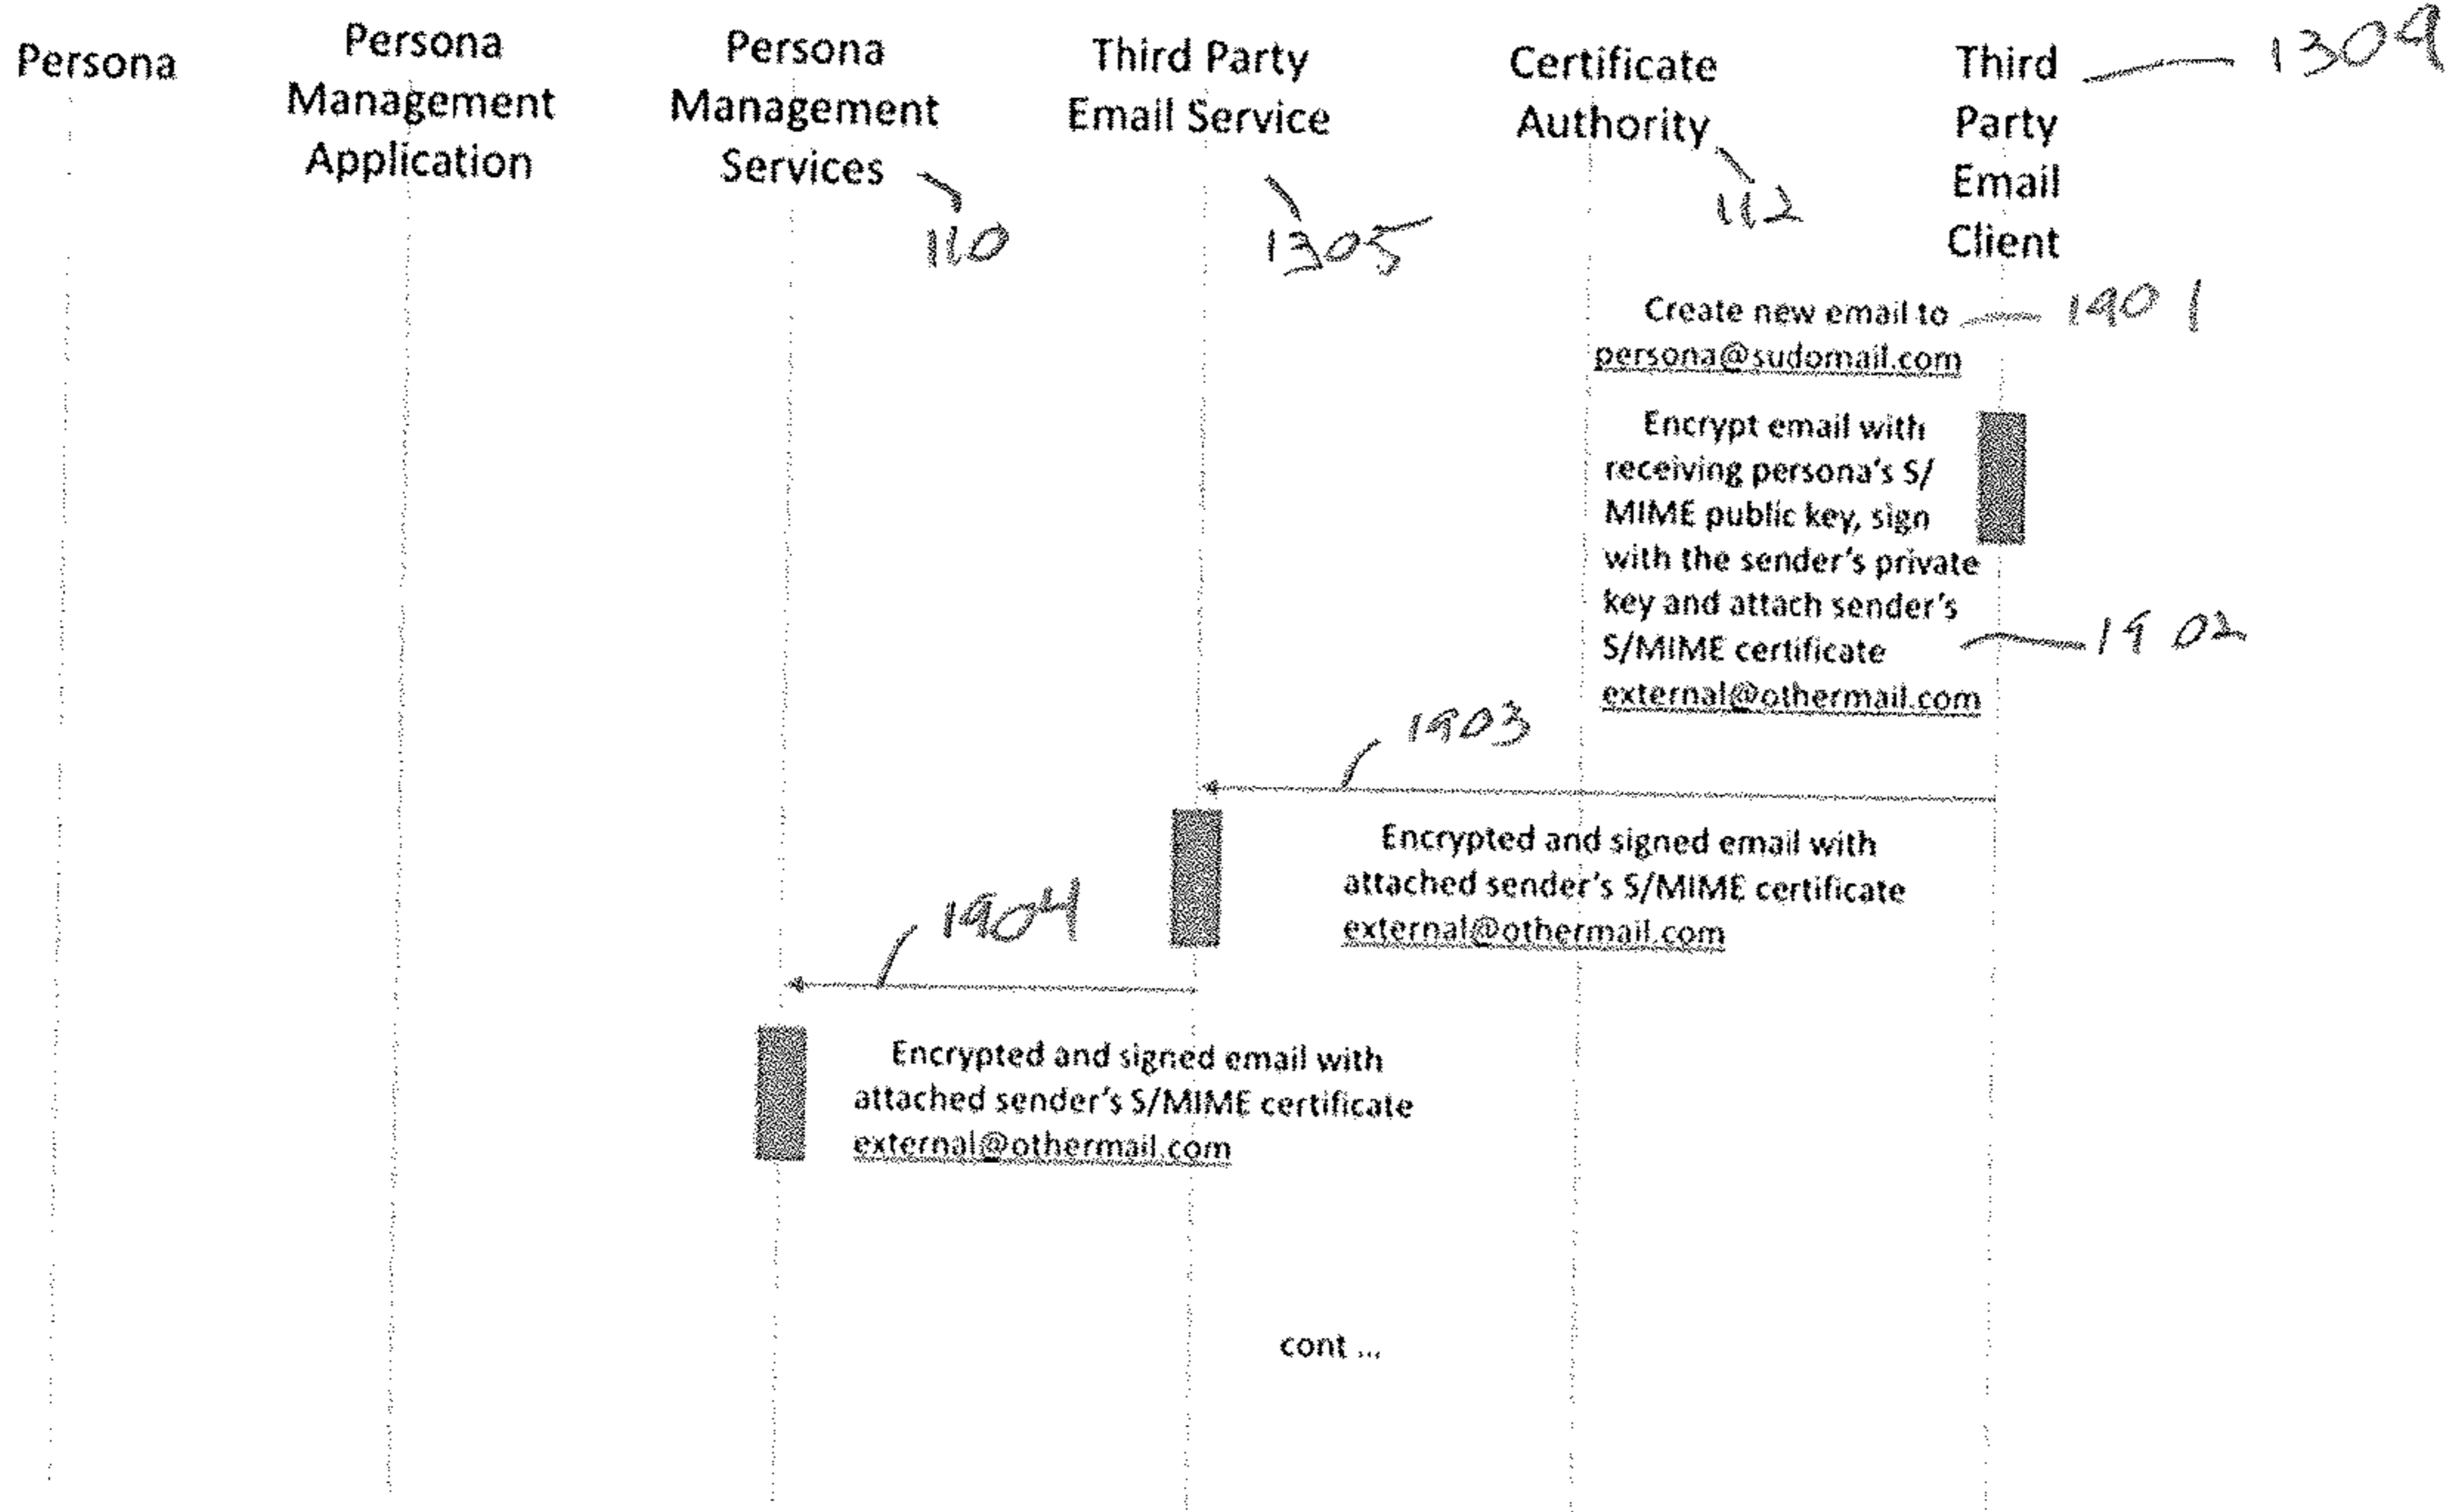 Persona
Persona
Management
Application
Persona
Management
Services
110
Third Party
Email Service
1305
Certificate
Authority
112
Third
Party
Email
Client
1309
Create new email to
persona@sudomail.com
1901
Encrypt email with
receiving persona's S/
MIME public key, sign
with the sender's private
key and attach sender's
S/MIME certificate
external@othermail.com
1902
1903
Encrypted and signed email with
attached sender's S/MIME certificate
external@othermail.com
1904
Encrypted and signed email with
attached sender's S/MIME certificate
external@othermail.com
cont ...